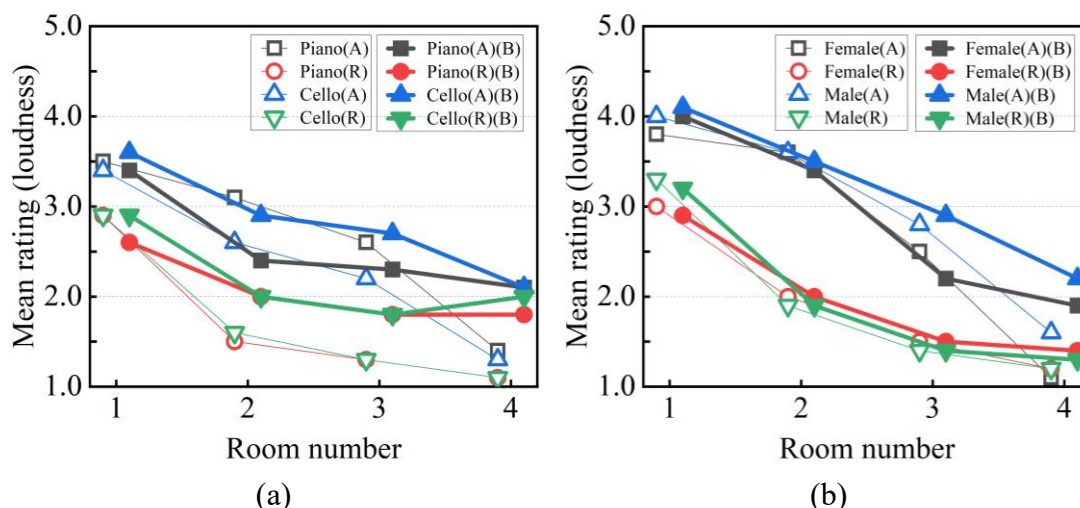 Mean rating (loudness)
5.0
4.0
3.0
2.0
1.0
Piano(A)
Piano(R)
Cello(A)
Cello(R)
Piano(A)(B)
Piano(R)(B)
Cello(A)(B)
Cello(R)(B)
1 2 3 4
Room number
(a)
Mean rating (loudness)
5.0
4.0
3.0
2.0
1.0
Female(A)
Female(R)
Male(A)
Male(R)
Female(A)(B)
Female(R)(B)
Male(A)(B)
Male(R)(B)
1 2 3 4
Room number
(b)